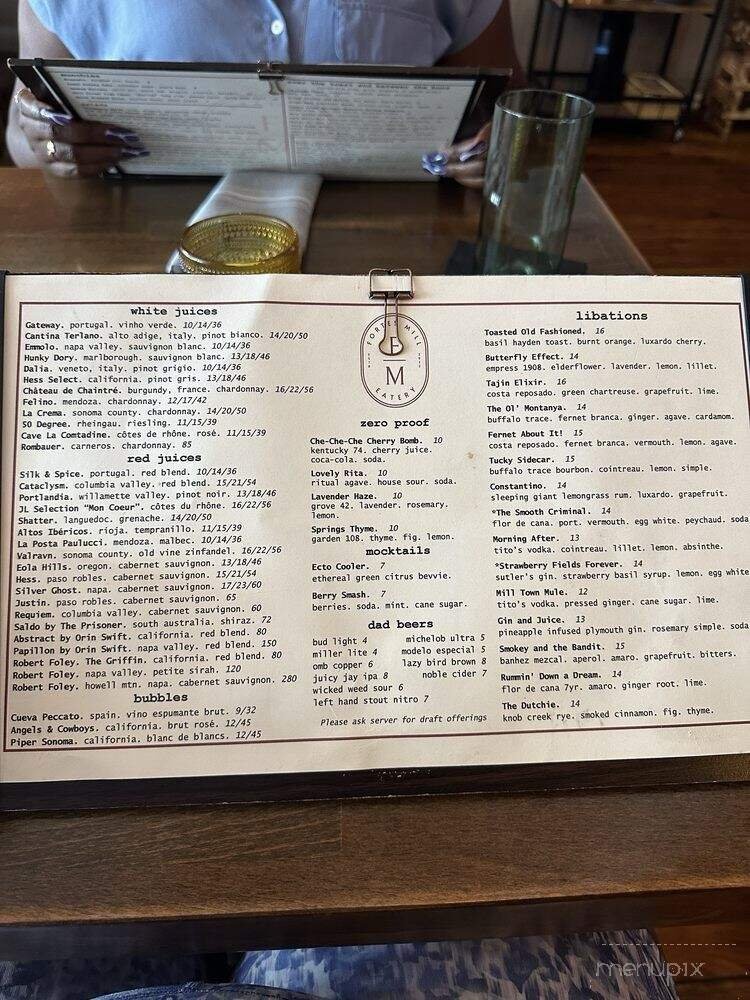 white juices
Gateway. portugal. vinho verde. 10/14/36
Cantina Terlano. alto adige, italy. pinot bianco. 14/20/50
Emmolo. napa valley. sauvignon blanc. 10/14/36
Hunky Dory. marlborough. sauvignon blanc. 13/18/46
Dalia. veneto, italy. pinot grigio. 10/14/36
Hess Select. california. pinot gris. 13/18/46
Château de Chaintré. burgundy, france. chardonnay. 16/22/56
Felino. mendoza. chardonnay. 12/17/42
La Crema. sonoma county. chardonnay. 14/20/50
50 Degree. rheingau. riesling. 11/15/39
Cave La Comtadine. côtes de rhône. rosé. 11/15/39
Rombauer. carneros. chardonnay. 85
red juices
Silk & Spice. portugal. red blend. 10/14/36
Cataclysm. columbia valley. red blend. 15/21/54
Portlandia. willamette valley. pinot noir. 13/18/46
JL Selection "Mon Coeur". côtes du rhône. 16/22/56
Shatter. languedoc. grenache. 14/20/50
Altos Ibéricos. rioja. tempranillo. 11/15/39
La Posta Paulucci. mendoza. malbec. 10/14/36
Valravn. sonoma county. old vine zinfandel. 16/22/56
Eola Hills. oregon. cabernet sauvignon. 13/18/46
Hess. paso robles. cabernet sauvignon. 15/21/54
Silver Ghost. napa. cabernet sauvignon. 17/23/60
Justin. paso robles. cabernet sauvignon. 65
Requiem. columbia valley. cabernet sauvignon. 60
Saldo by The Prisoner. south australia. shiraz. 72
Abstract by Orin Swift. california. red blend. 80
Papillon by Orin Swift. napa valley. red blend. 150
Robert Foley. The Griffin. california. red blend. 80
Robert Foley. napa valley. petite sirah. 120
Robert Foley. howell mtn. napa. cabernet sauvignon. 280
bubbles
Cueva Peccato. spain. vino espumante brut. 9/32
Angels & Cowboys. california. brut rosé. 12/45
Piper Sonoma. california. blanc de blancs. 12/45
FORTE MILL
M
EATERY
zero proof
Che-Che-Che Cherry Bomb. 10
kentucky 74. cherry juice.
coca-cola. soda.
Lovely Rita. 10
ritual agave. house sour. soda.
Lavender Haze. 10
grove 42. lavender. rosemary.
lemon.
Springs Thyme. 10
garden 108. thyme. fig. lemon.
mocktails
Ecto Cooler. 7
ethereal green citrus bevvie.
Berry Smash. 7
berries. soda. mint. cane sugar.
dad beers
bud light 4 michelob ultra 5
miller lite 4 modelo especial 5
omb copper 6 lazy bird brown 8
juicy jay ipa 8 noble cider 7
wicked weed sour 6
left hand stout nitro 7
Please ask server for draft offerings
libations
Toasted Old Fashioned. 16
basil hayden toast. burnt orange. luxardo cherry.
Butterfly Effect. 14
empress 1908. elderflower. lavender. lemon. lillet.
Tajin Elixir. 16
costa reposado. green chartreuse. grapefruit. lime.
The Ol' Montanya. 14
buffalo trace. fernet branca. ginger. agave. cardamom.
Fernet About It! 15
costa reposado. fernet branca. vermouth. lemon. agave.
Tucky Sidecar. 15
buffalo trace bourbon. cointreau. lemon. simple.
Constantino. 14
sleeping giant lemongrass rum. luxardo. grapefruit.
*The Smooth Criminal. 14
flor de cana. port. vermouth. egg white. peychaud. soda
Morning After. 13
tito's vodka. cointreau. lillet. lemon. absinthe.
*Strawberry Fields Forever. 14
sutler's gin. strawberry basil syrup. lemon. egg white
Mill Town Mule. 12
tito's vodka. pressed ginger. cane sugar. lime.
Gin and Juice. 13
pineapple infused plymouth gin. rosemary simple. soda
Smokey and the Bandit. 15
banhez mezcal. aperol. amaro. grapefruit. bitters.
Rummin' Down a Dream. 14
flor de cana 7yr. amaro. ginger root. lime.
The Dutchie. 14
knob creek rye. smoked cinnamon. fig. thyme.
menupix